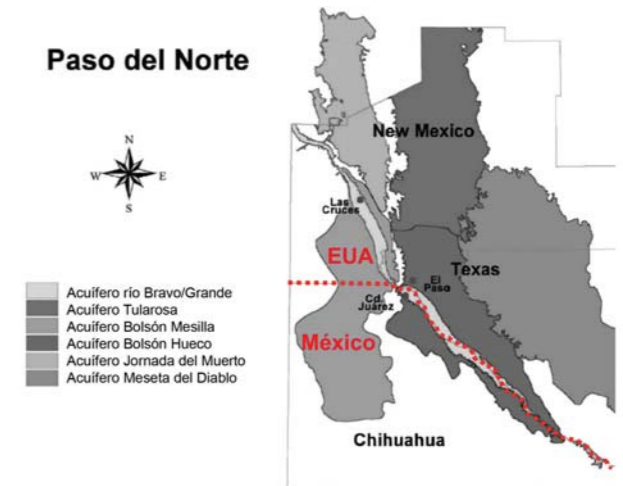 Paso del Norte
N
W
E
S
New Mexico
Las
Cruces
EUA
Texas
El
Paso
Cd.
Juárez
México
Chihuahua
Acuífero río Bravo/Grande
Acuífero Tularosa
Acuífero Bolsón Mesilla
Acuífero Bolsón Hueco
Acuífero Jornada del Muerto
Acuífero Meseta del Diablo